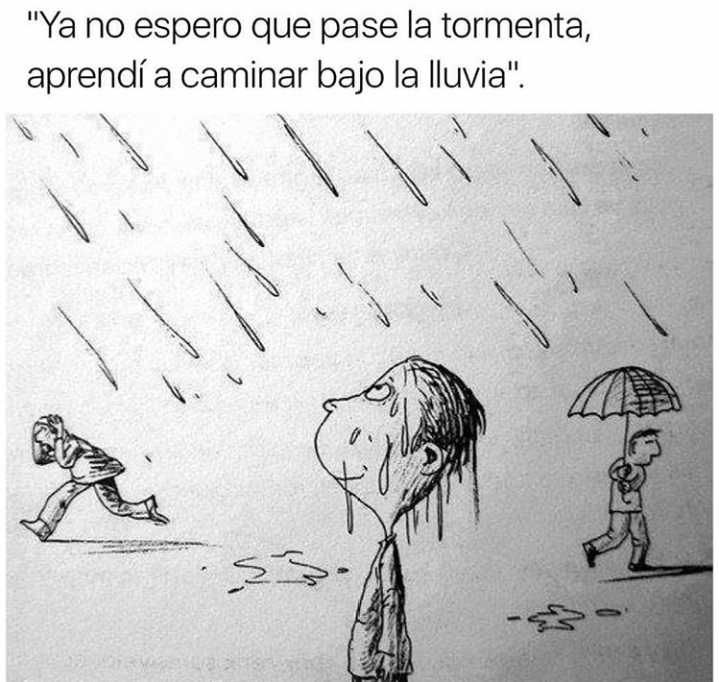 "Ya no espero que pase la tormenta,
aprendí a caminar bajo la lluvia".